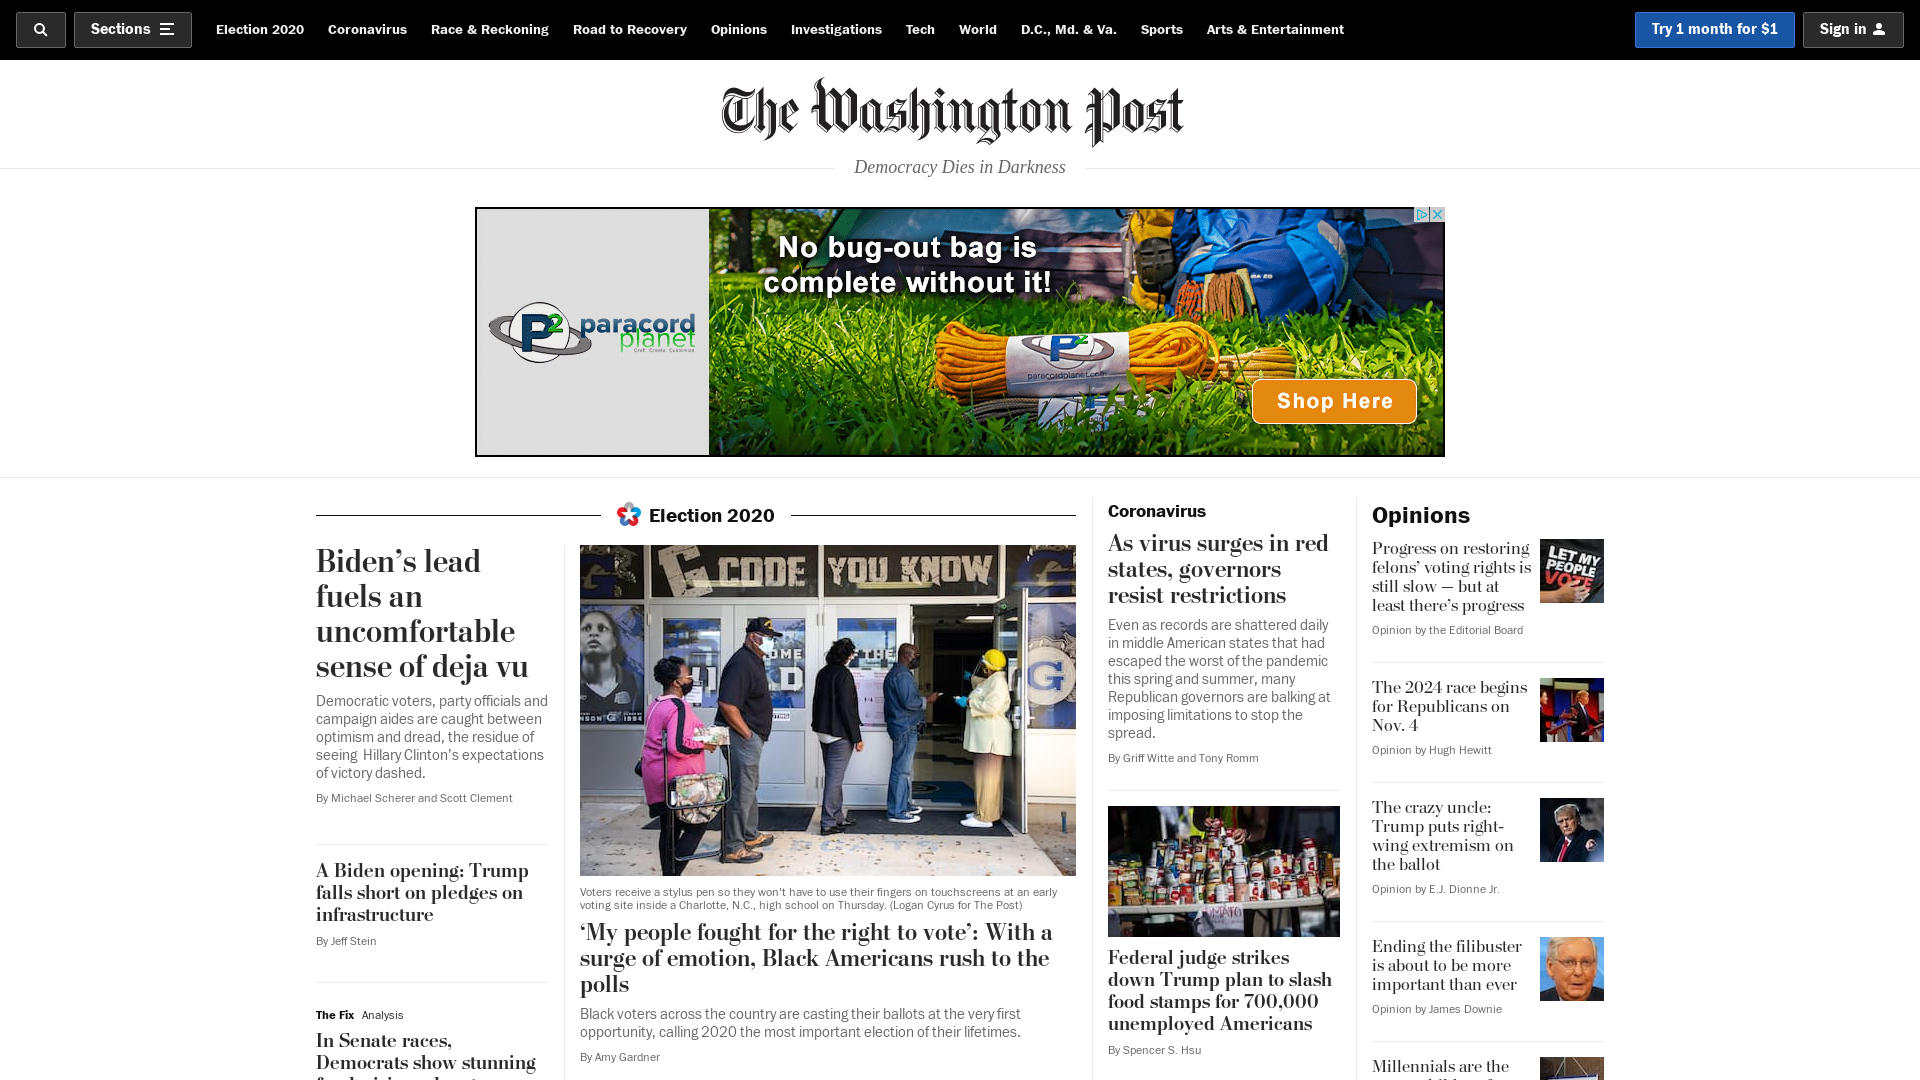 Sections
Election 2020
Coronavirus
Race & Reckoning
Road to Recovery
Opinions
Investigations
Tech
World
D.C., Md. & Va.
Sports
Arts & Entertainment
Try 1 month for $1
Sign in
The Washington Post
Democracy Dies in Darkness
P2 paracord
planet
Craft. Create. Customize
No bug-out bag is
complete without it!
P2
paracordplanet.com
Shop Here
Election 2020
Biden’s lead
fuels an
uncomfortable
sense of deja vu
Democratic voters, party officials and
campaign aides are caught between
optimism and dread, the residue of
seeing Hillary Clinton’s expectations
of victory dashed.
By Michael Scherer and Scott Clement
A Biden opening: Trump
falls short on pledges on
infrastructure
By Jeff Stein
The Fix Analysis
In Senate races,
Democrats show stunning
CODE YOU KNOW
G
Voters receive a stylus pen so they won't have to use their fingers on touchscreens at an early
voting site inside a Charlotte, N.C., high school on Thursday. (Logan Cyrus for The Post)
‘My people fought for the right to vote’: With a
surge of emotion, Black Americans rush to the
polls
Black voters across the country are casting their ballots at the very first
opportunity, calling 2020 the most important election of their lifetimes.
By Amy Gardner
Coronavirus
As virus surges in red
states, governors
resist restrictions
Even as records are shattered daily
in middle American states that had
escaped the worst of the pandemic
this spring and summer, many
Republican governors are balking at
imposing limitations to stop the
spread.
By Griff Witte and Tony Romm
Federal judge strikes
down Trump plan to slash
food stamps for 700,000
unemployed Americans
By Spencer S. Hsu
Opinions
Progress on restoring
felons’ voting rights is
still slow — but at
least there’s progress
Opinion by the Editorial Board
LET MY
PEOPLE
VOTE
The 2024 race begins
for Republicans on
Nov. 4
Opinion by Hugh Hewitt
The crazy uncle:
Trump puts right-
wing extremism on
the ballot
Opinion by E.J. Dionne Jr.
Ending the filibuster
is about to be more
important than ever
Opinion by James Downie
Millennials are the